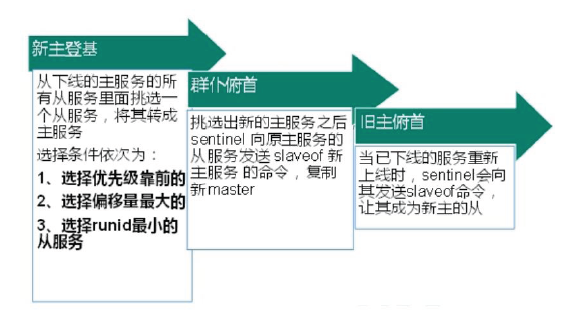 新主登基
从下线的主服务的所
有从服务里面挑选一
个从服务，将其转成
主服务
选择条件依次为：
1、选择优先级靠前的
2、选择偏移量最大的
3、选择runid最小的
从服务
群仆俯首
挑选出新的主服务之后，
sentinel 向原主服务的
从服务发送 slaveof 新
主服务 的命令，复制
新master
旧主俯首
当已下线的服务重新
上线时，sentinel会向
其发送slaveof命令，
让其成为新主的从